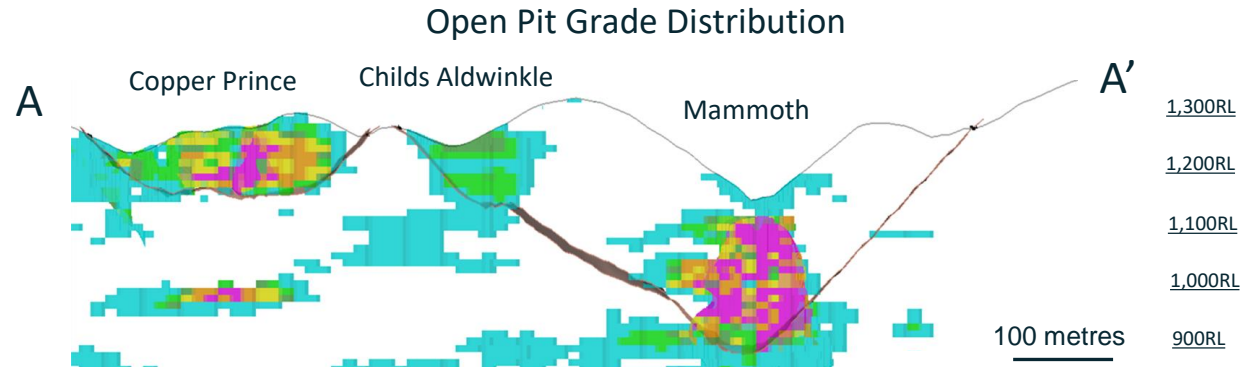 Open Pit Grade Distribution
Copper Prince
Childs Aldwinkle
A
A’
Mammoth
1,300RL
1,200RL
1,100RL
1,000RL
100 metres
900RL